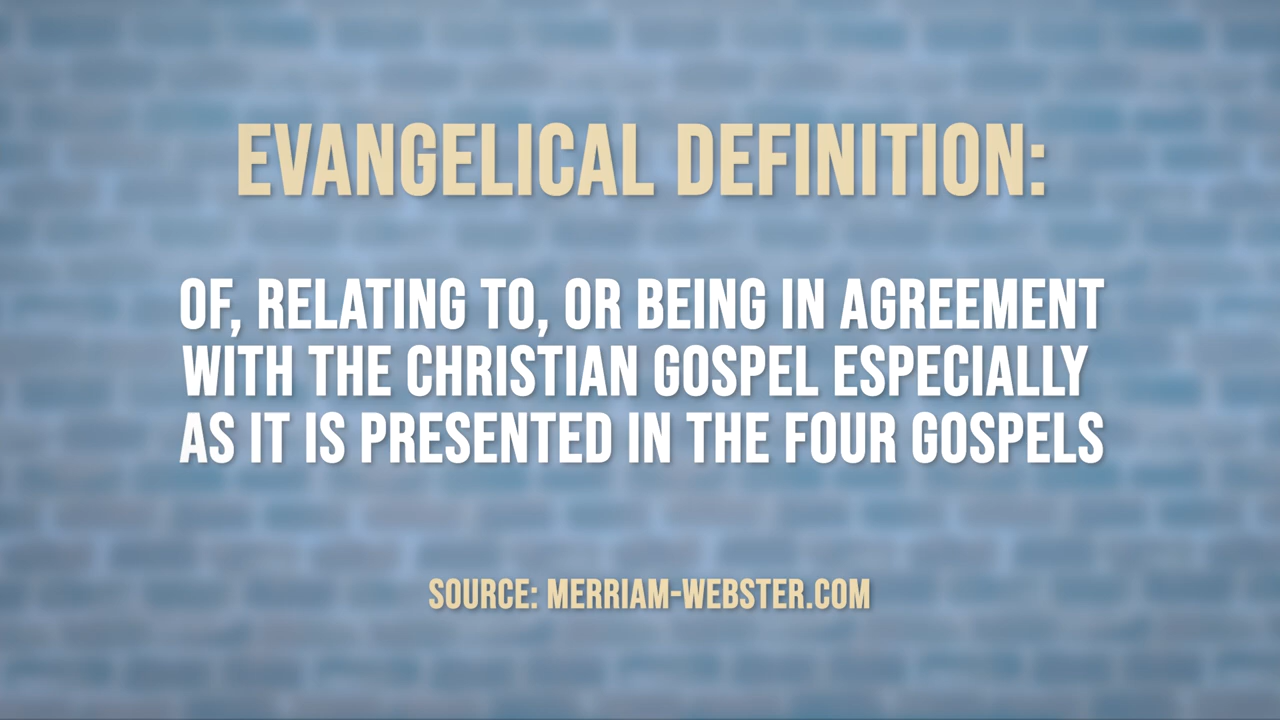 EVANGELICAL DEFINITION:
OF, RELATING TO, OR BEING IN AGREEMENT
WITH THE CHRISTIAN GOSPEL ESPECIALLY
AS IT IS PRESENTED IN THE FOUR GOSPELS
SOURCE: MERRIAM-WEBSTER.COM